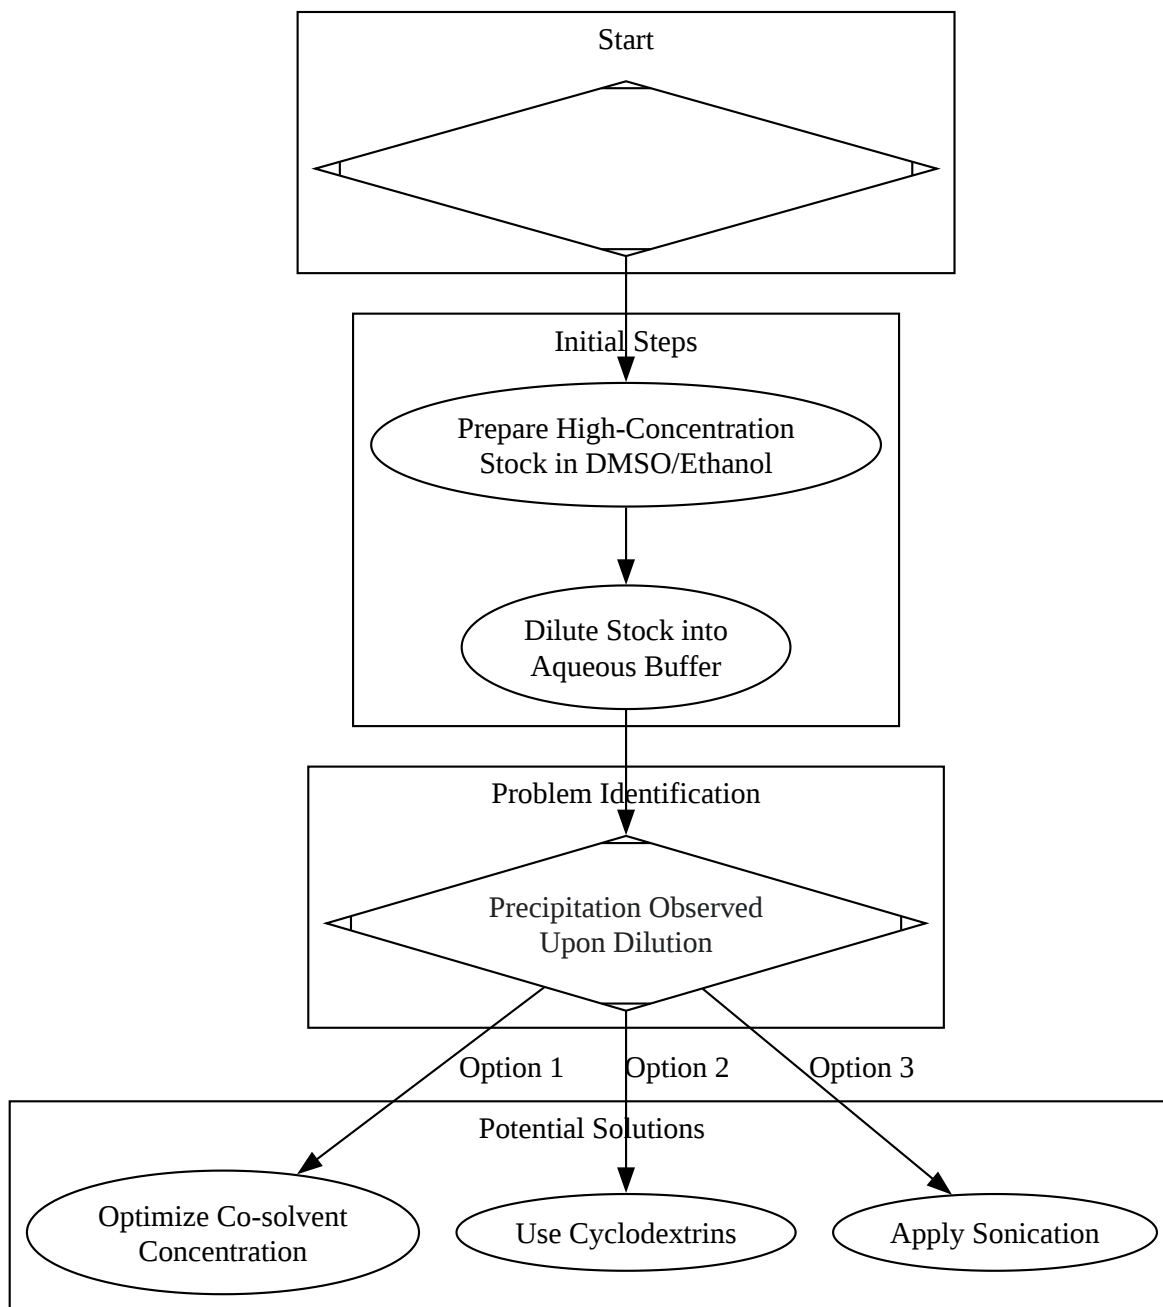 Start
Initial Steps
Prepare High-Concentration
Stock in DMSO/Ethanol
Dilute Stock into
Aqueous Buffer
Problem Identification
Precipitation Observed
Upon Dilution
Option 1
Option 2
Option 3
Potential Solutions
Optimize Co-solvent
Concentration
Use Cyclodextrins
Apply Sonication